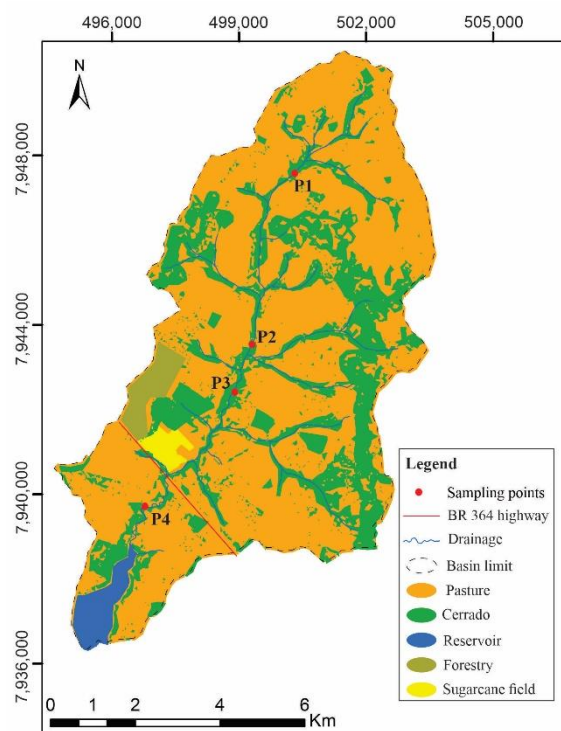 496,000 499,000 502,000 505,000
N
7,948,000
P1
7,944,000
P2
P3
7,940,000
P4
7,936,000
Legend
Sampling points
BR 364 highway
Drainage
Basin limit
Pasture
Cerrado
Reservoir
Forestry
Sugarcane field
0 1 2 4 6
Km